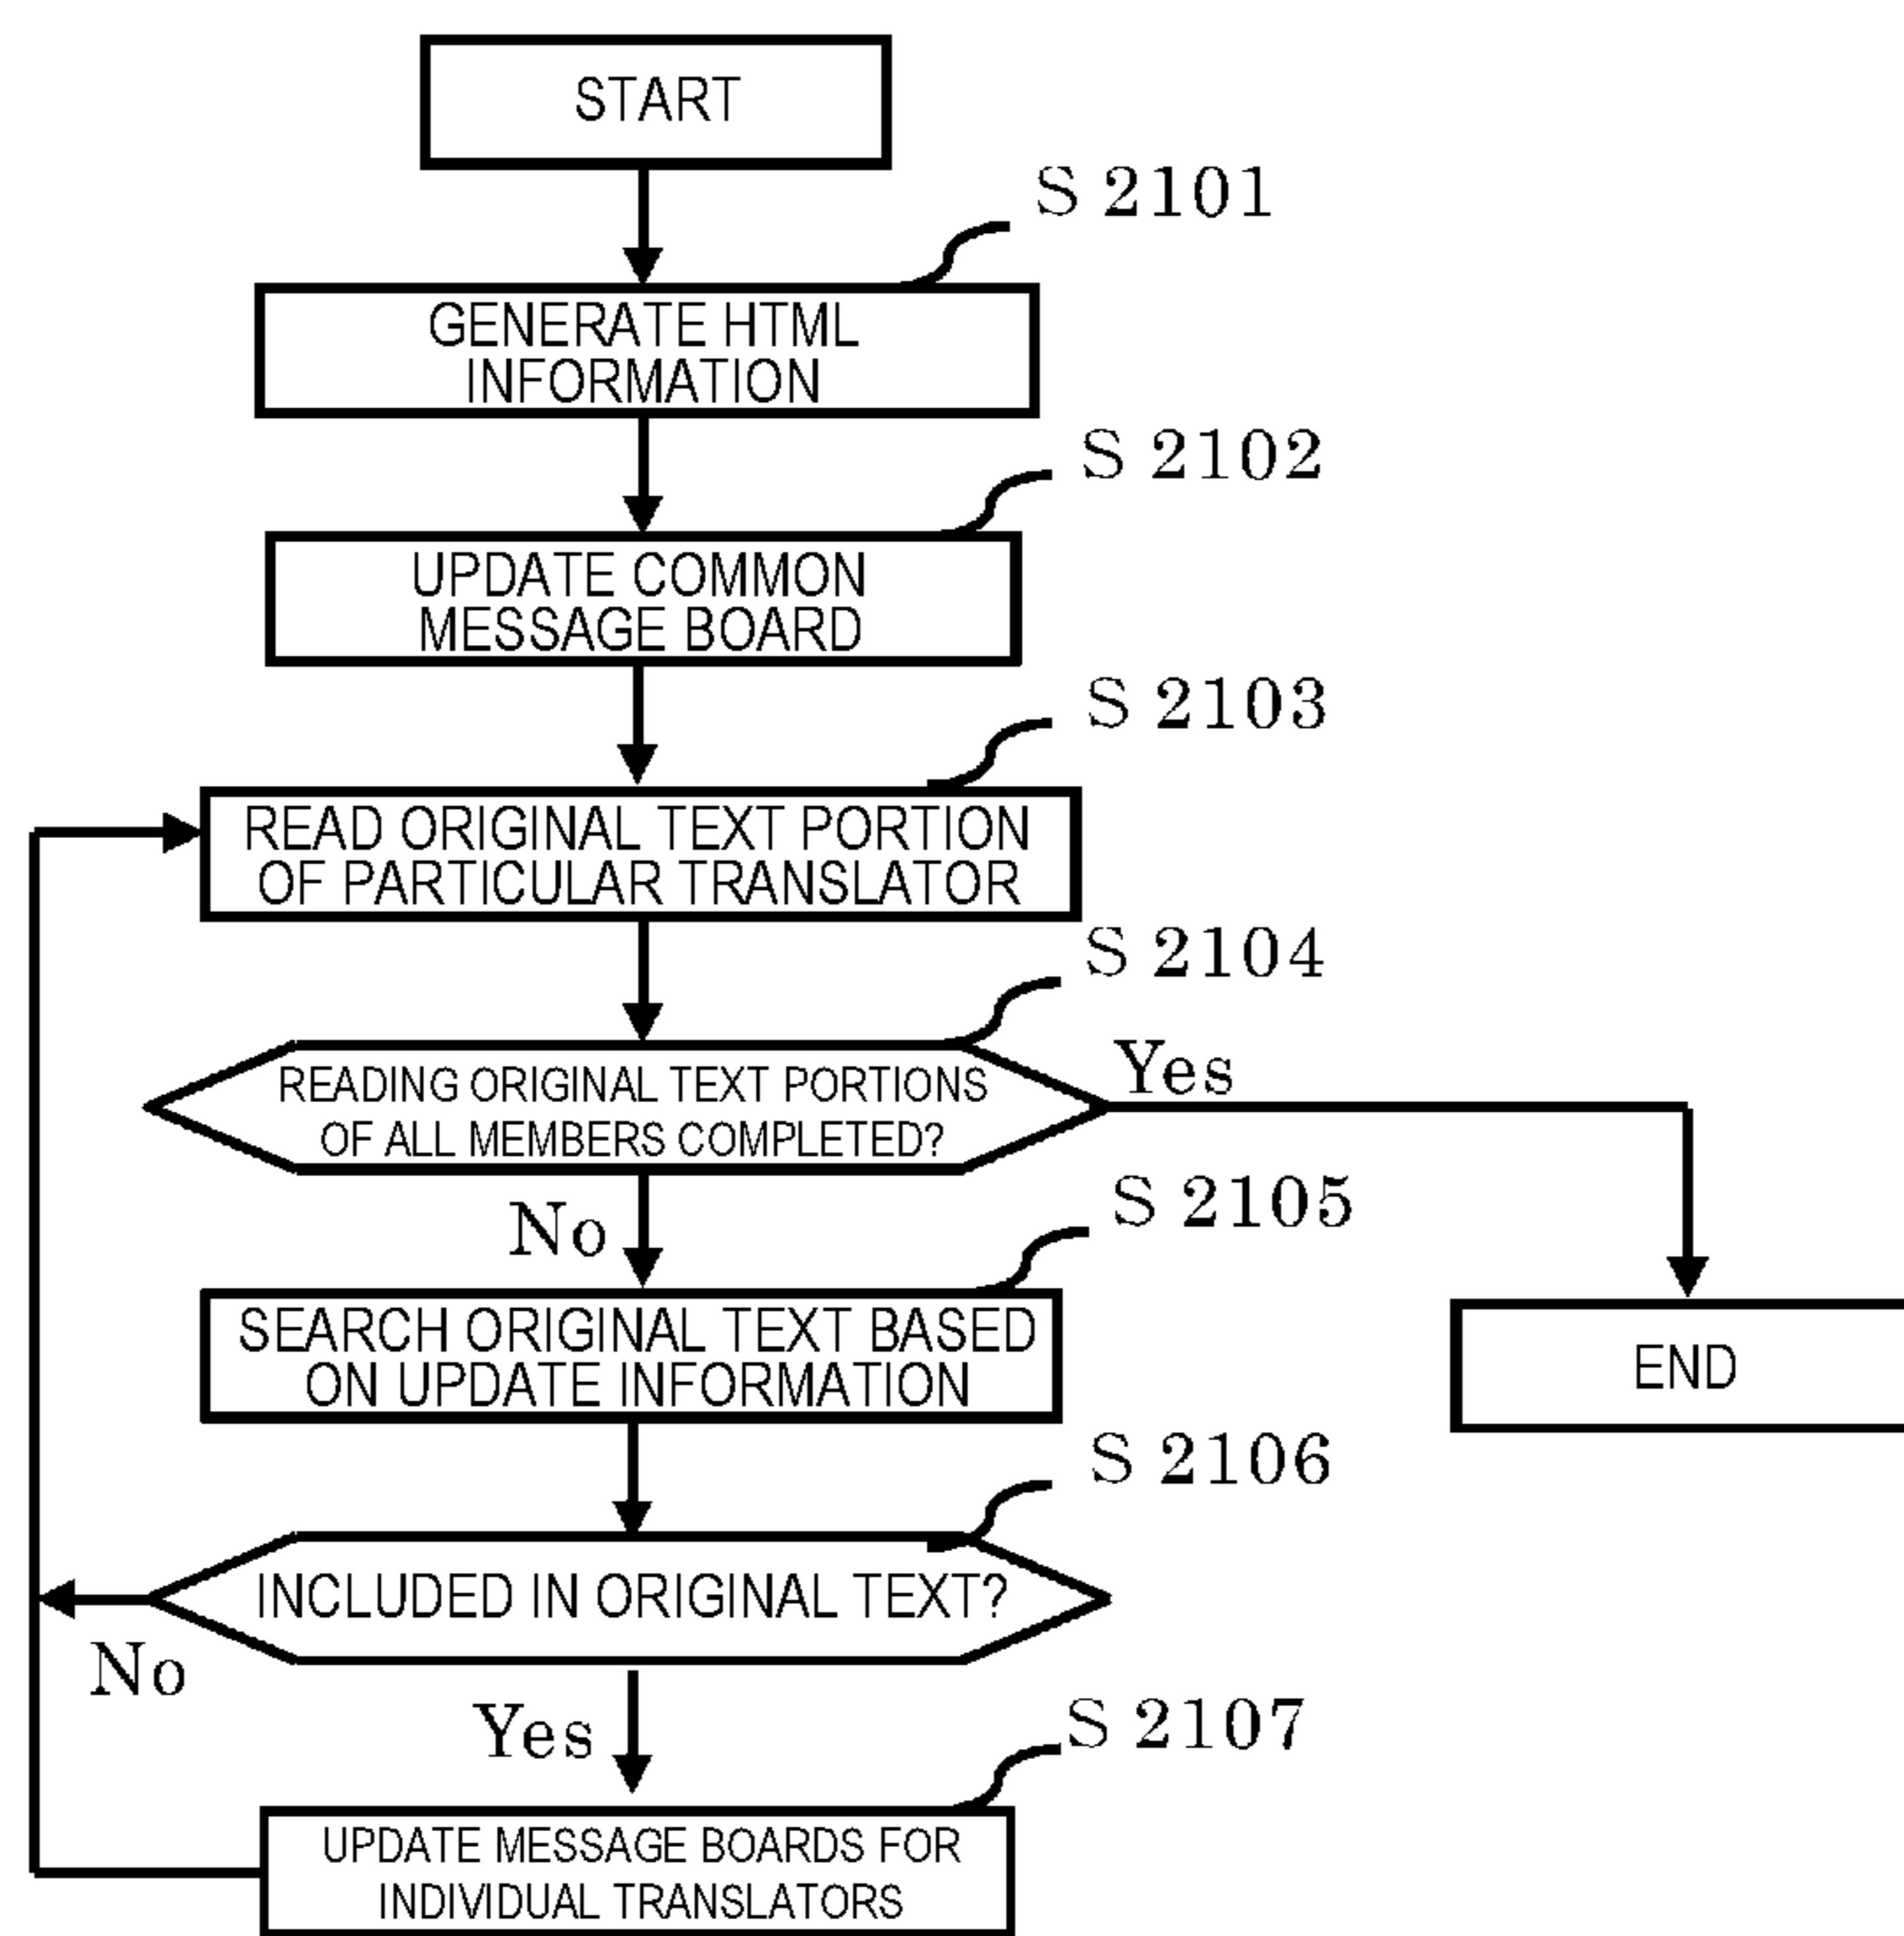 START
S 2101
GENERATE HTML
INFORMATION
S 2102
UPDATE COMMON
MESSAGE BOARD
S 2103
READ ORIGINAL TEXT PORTION
OF PARTICULAR TRANSLATOR
S 2104
READING ORIGINAL TEXT PORTIONS
OF ALL MEMBERS COMPLETED?
Yes
No
S 2105
SEARCH ORIGINAL TEXT BASED
ON UPDATE INFORMATION
END
S 2106
INCLUDED IN ORIGINAL TEXT?
No
Yes
S 2107
UPDATE MESSAGE BOARDS FOR
INDIVIDUAL TRANSLATORS